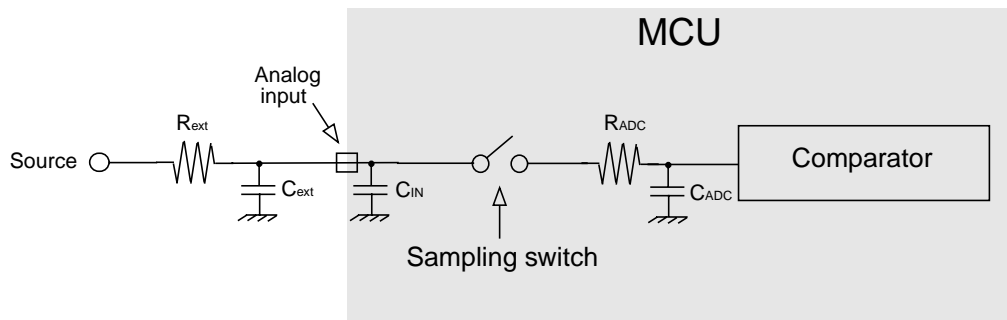 MCU
Analog
input
Rext
RADC
Source
Comparator
Cext
CIN
CADC
Sampling switch